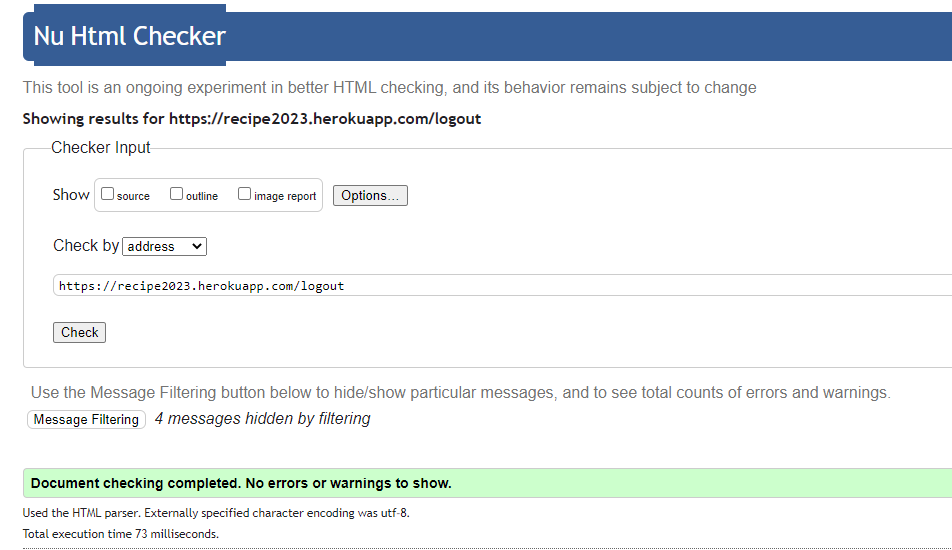 Nu Html Checker
This tool is an ongoing experiment in better HTML checking, and its behavior remains subject to change
Showing results for https://recipe2023.herokuapp.com/logout
Checker Input
Show source outline image report Options...
Check by address
https://recipe2023.herokuapp.com/logout
Check
Use the Message Filtering button below to hide/show particular messages, and to see total counts of errors and warnings.
Message Filtering 4 messages hidden by filtering
Document checking completed. No errors or warnings to show.
Used the HTML parser. Externally specified character encoding was utf-8.
Total execution time 73 milliseconds.